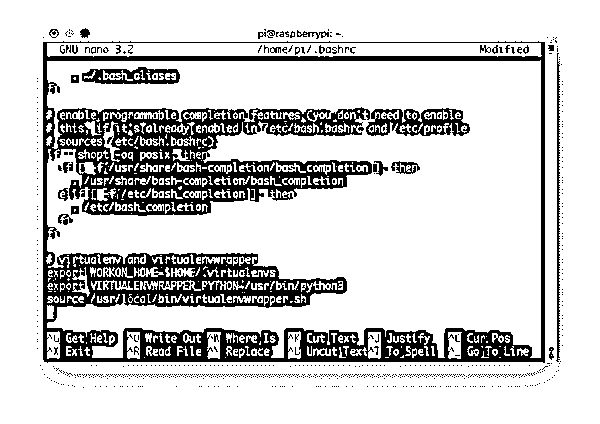 pi@raspberrypi: ~
GNU nano 3.2 /home/pi/.bashrc Modified
. ~/.bash_aliases
fi
# enable programmable completion features (you don't need to enable
# this, if it's already enabled in /etc/bash.bashrc and /etc/profile
# sources /etc/bash.bashrc)
if ! shopt -oq posix; then
if [ -f /usr/share/bash-completion/bash_completion ]; then
. /usr/share/bash-completion/bash_completion
elif [ -f /etc/bash_completion ]; then
. /etc/bash_completion
fi
fi
# virtualenv and virtualenvwrapper
export WORKON_HOME=$HOME/.virtualenvs
export VIRTUALENVWRAPPER_PYTHON=/usr/bin/python3
source /usr/local/bin/virtualenvwrapper.sh
^G Get Help ^O Write Out ^W Where Is ^K Cut Text ^J Justify ^C Cur Pos
^X Exit ^R Read File ^\ Replace ^U Uncut Text ^T To Spell ^_ Go To Line